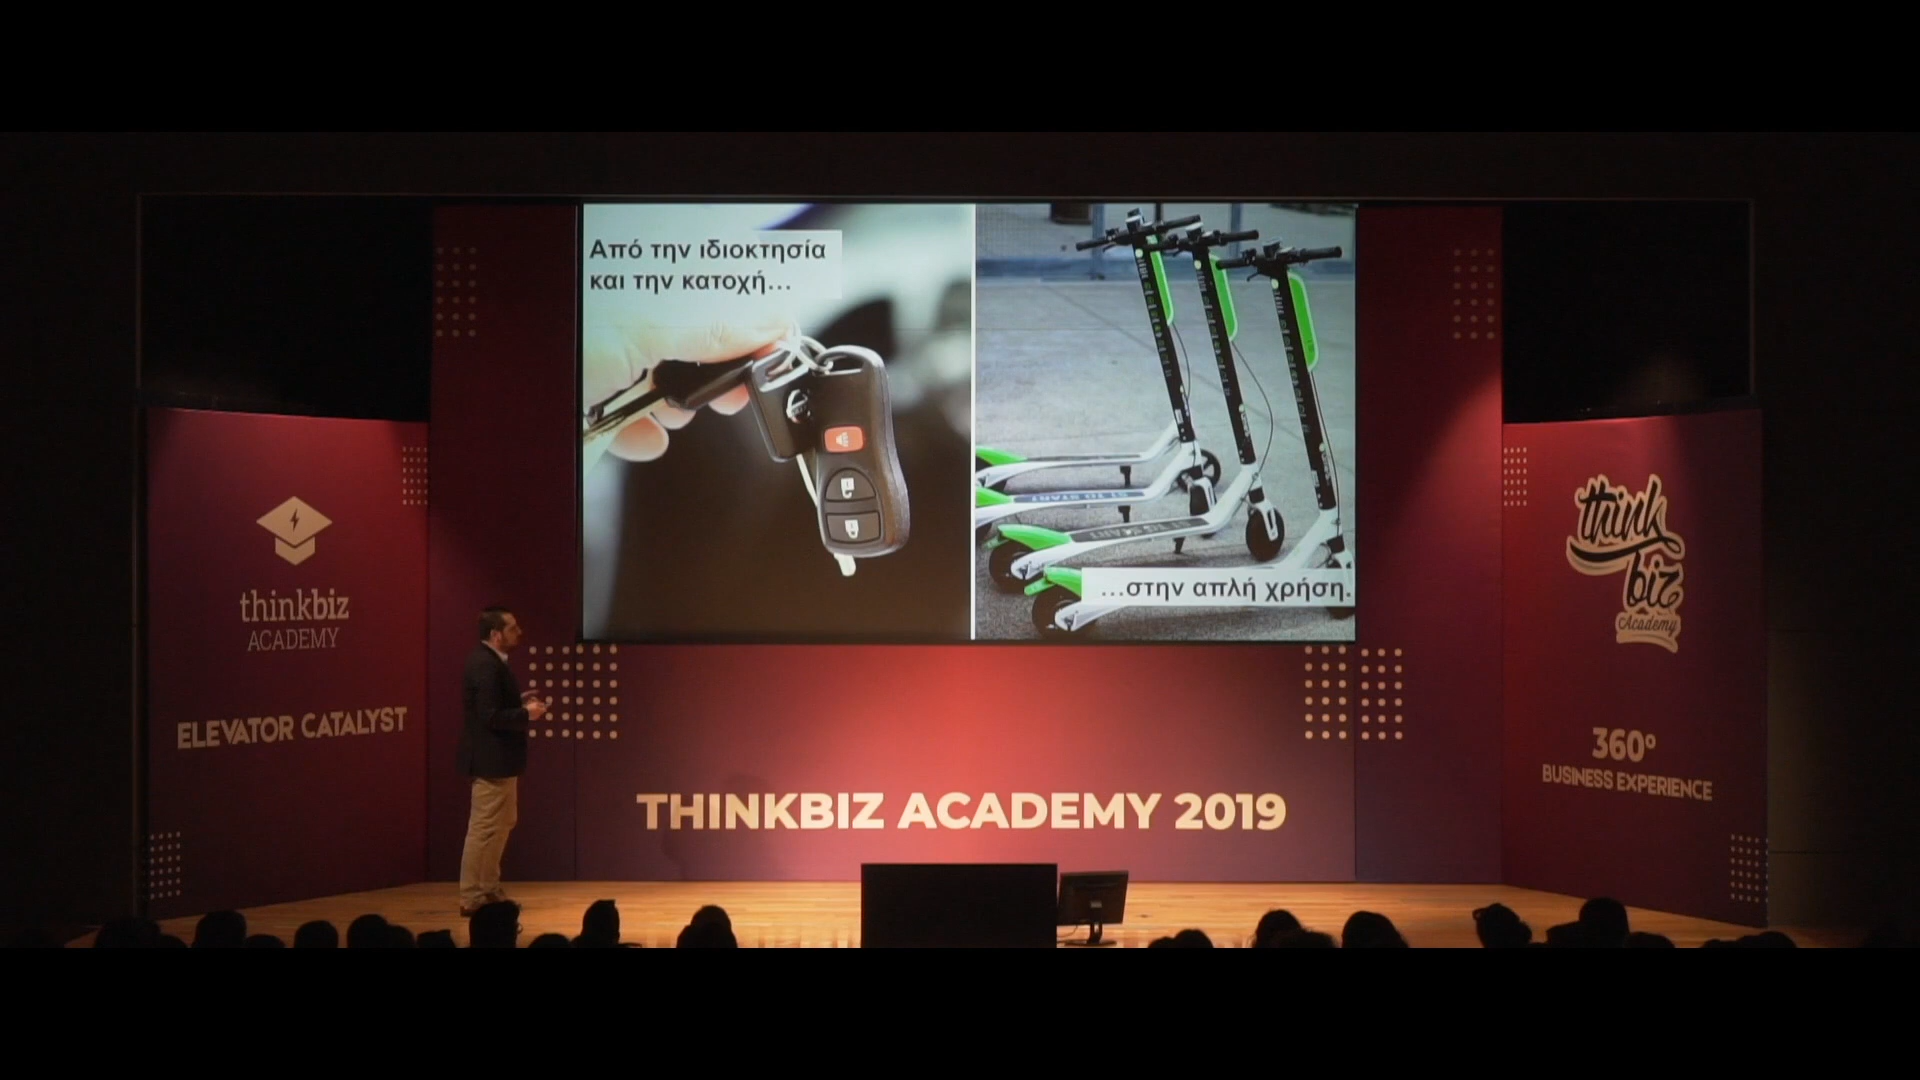 Από την ιδιοκτησία
και την κατοχή...
...στην απλή χρήση.
thinkbiz
ACADEMY
ELEVATOR CATALYST
think
biz
Academy
360º
BUSINESS EXPERIENCE
THINKBIZ ACADEMY 2019